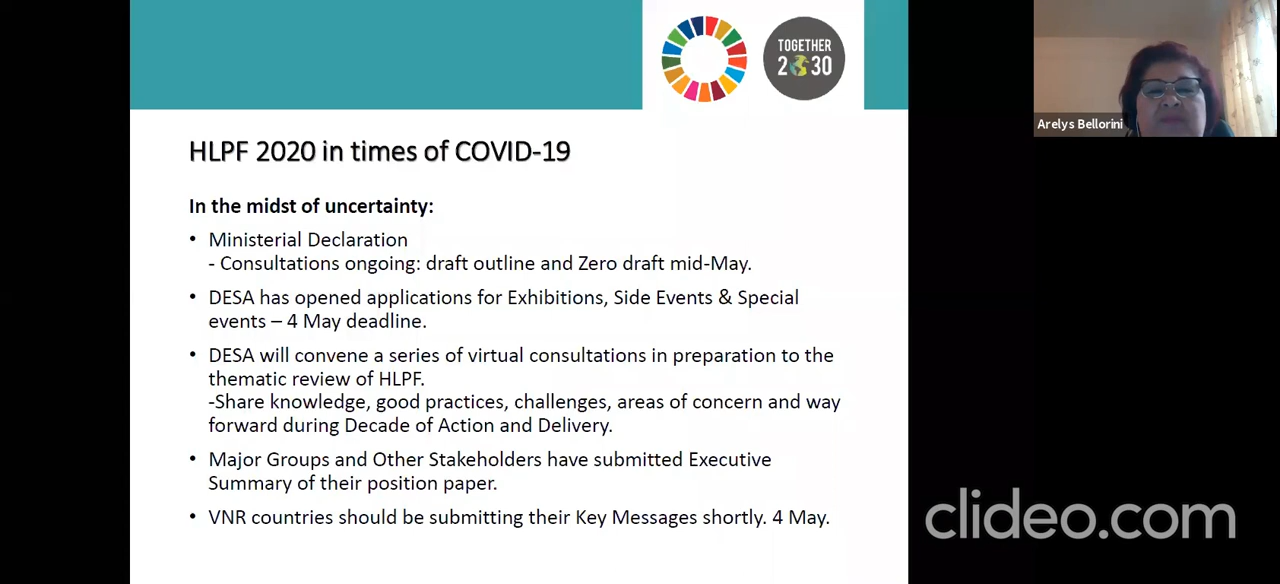 TOGETHER
2030
Arelys Bellorini
HLPF 2020 in times of COVID-19
In the midst of uncertainty:
• Ministerial Declaration
- Consultations ongoing: draft outline and Zero draft mid-May.
• DESA has opened applications for Exhibitions, Side Events & Special
events – 4 May deadline.
• DESA will convene a series of virtual consultations in preparation to the
thematic review of HLPF.
-Share knowledge, good practices, challenges, areas of concern and way
forward during Decade of Action and Delivery.
• Major Groups and Other Stakeholders have submitted Executive
Summary of their position paper.
• VNR countries should be submitting their Key Messages shortly. 4 May.
clideo.com